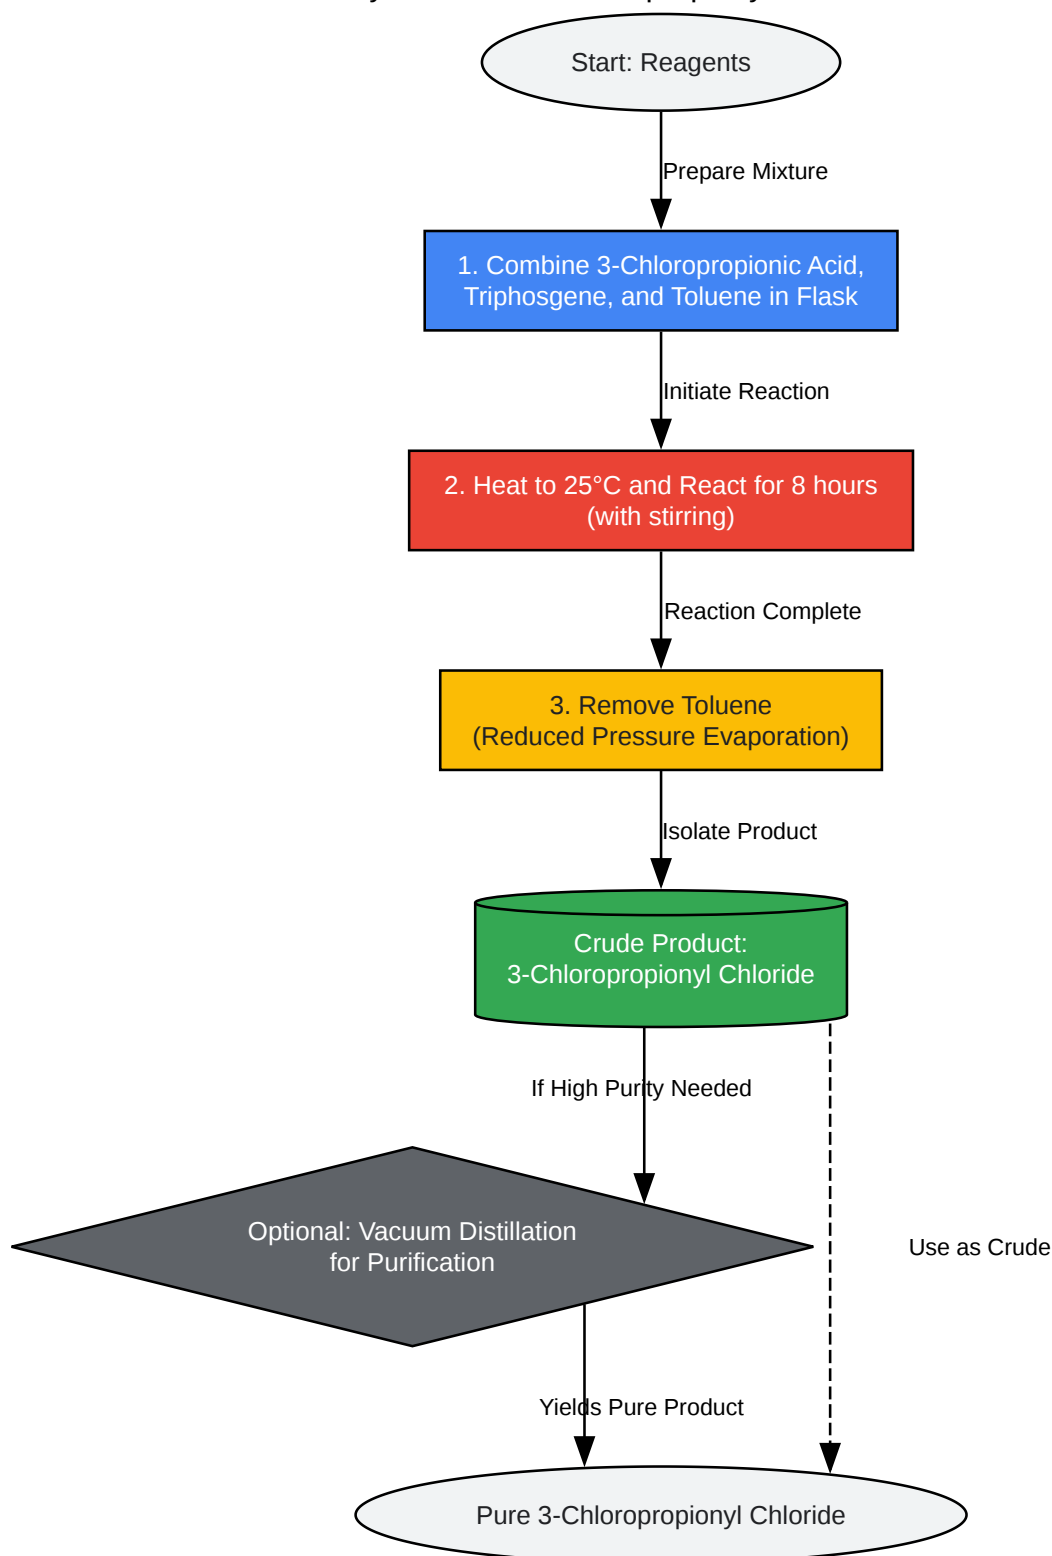 Start: Reagents
Prepare Mixture
1. Combine 3-Chloropropionic Acid,
Triphosgene, and Toluene in Flask
Initiate Reaction
2. Heat to 25°C and React for 8 hours
(with stirring)
Reaction Complete
3. Remove Toluene
(Reduced Pressure Evaporation)
Isolate Product
Crude Product:
3-Chloropropionyl Chloride
If High Purity Needed
Optional: Vacuum Distillation
for Purification
Use as Crude
Yields Pure Product
Pure 3-Chloropropionyl Chloride